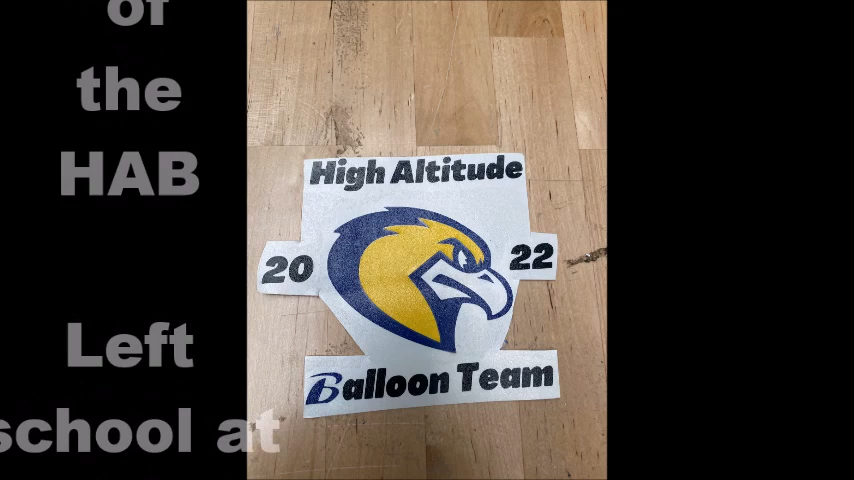 of
the
HAB
Left
school at
High Altitude
20 22
Balloon Team